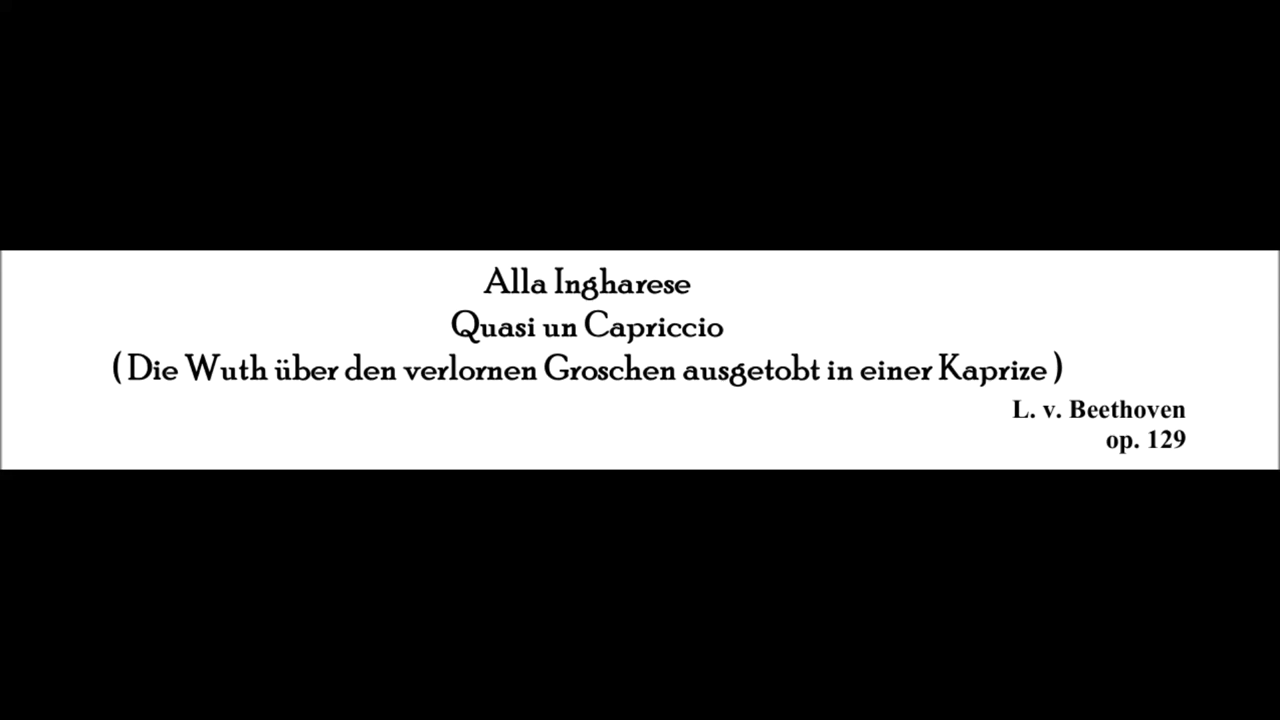 Alla Ingharese
Quasi un Capriccio
( Die Wuth über den verlornen Groschen ausgetobt in einer Kaprize )
L. v. Beethoven
op. 129